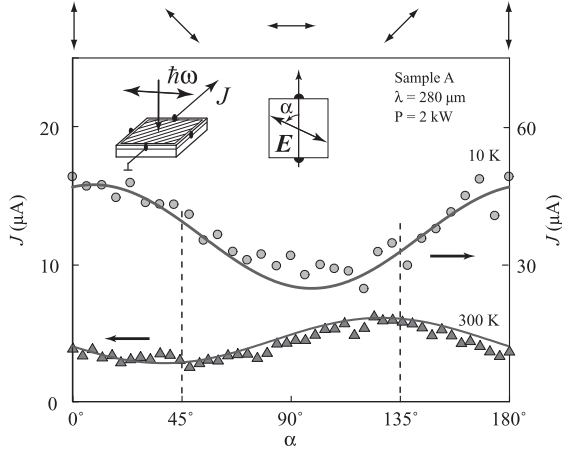 ħω
J
α
E
Sample A
λ = 280 μm
P = 2 kW
20
10
0
J (μA)
60
30
0
J (μA)
10 K
300 K
0˚
45˚
90˚
135˚
180˚
α